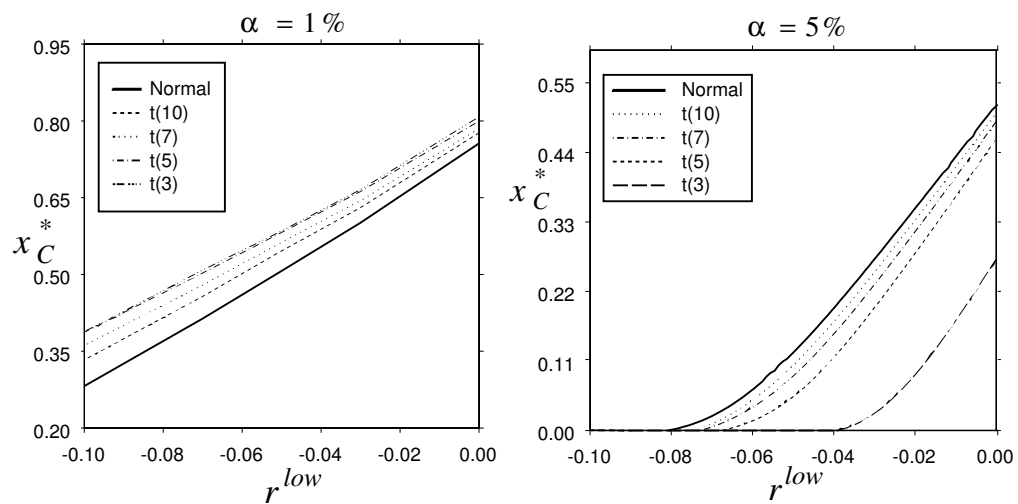 α = 1%
0.95
0.80
0.65
0.50
0.35
0.20
x*_C
Normal
t(10)
t(7)
t(5)
t(3)
-0.10
-0.08
-0.06
-0.04
-0.02
0.00
r^low
α = 5%
0.55
0.44
0.33
0.22
0.11
0.00
x*_C
Normal
t(10)
t(7)
t(5)
t(3)
-0.10
-0.08
-0.06
-0.04
-0.02
0.00
r^low